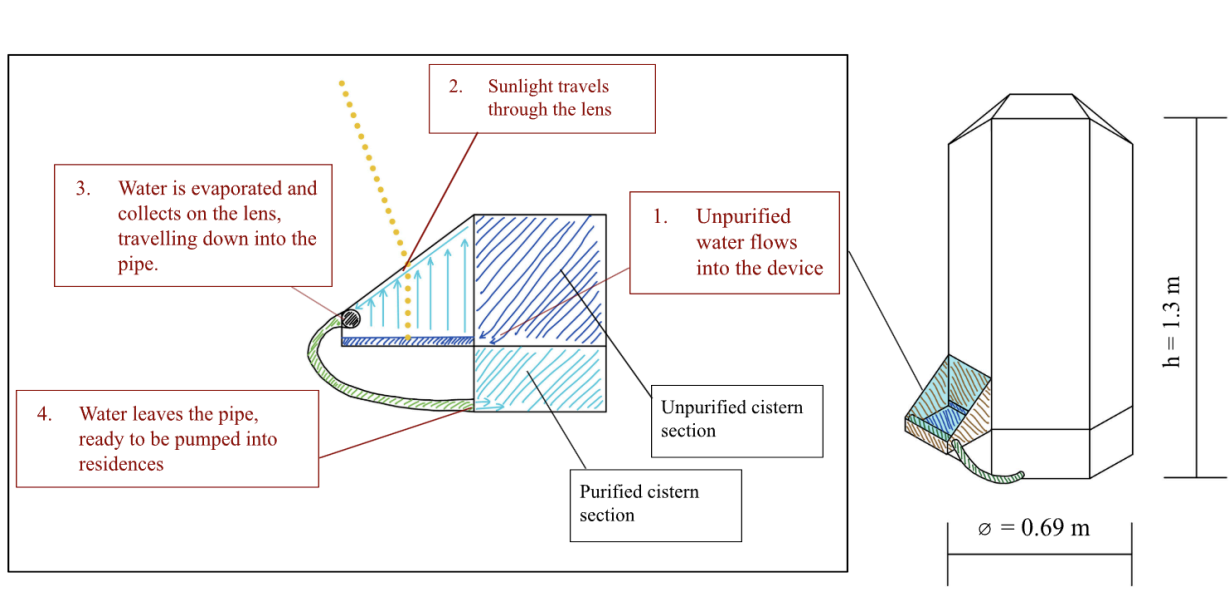 2. Sunlight travels
through the lens
3. Water is evaporated and
collects on the lens,
travelling down into the
pipe.
1. Unpurified
water flows
into the device
4. Water leaves the pipe,
ready to be pumped into
residences
Unpurified cistern
section
Purified cistern
section
h = 1.3 m
⌀ = 0.69 m